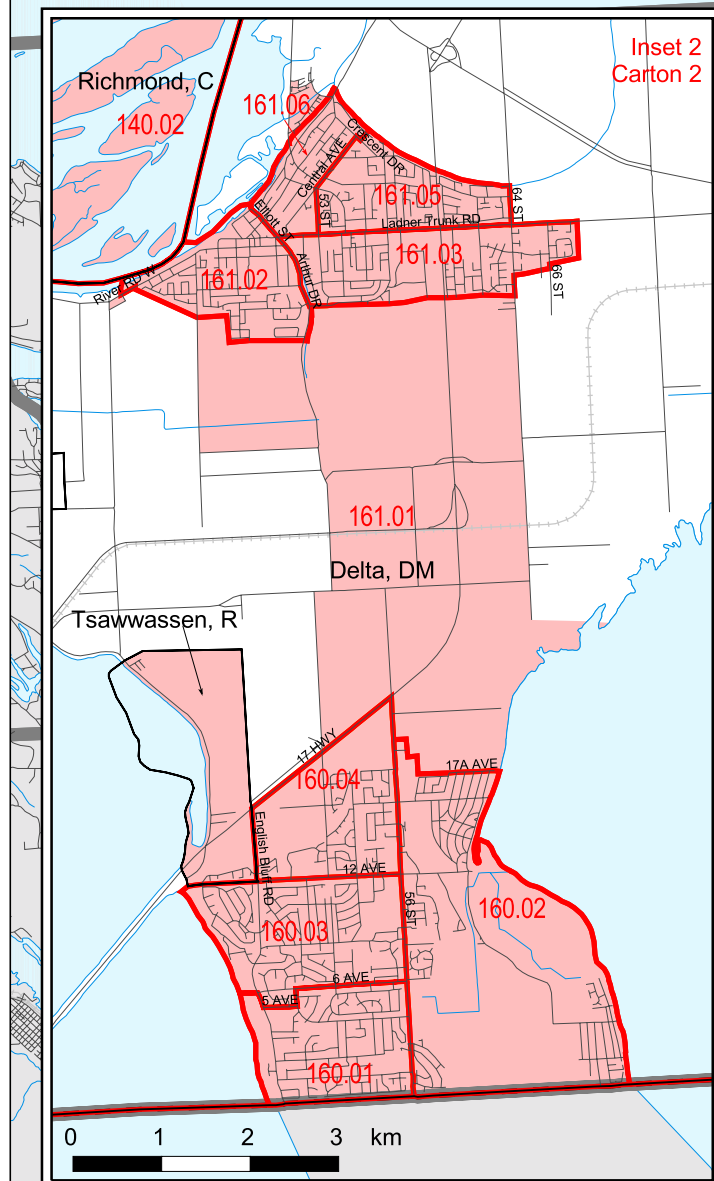 Inset 2
Carton 2
Richmond, C
140.02
161.06
Crescent DR
Central AVE
161.05
53 ST
64 ST
Elliott ST
Ladner Trunk RD
161.03
161.02
Arthur DR
66 ST
River RD W
161.01
Delta, DM
Tsawwassen, R
17 HWY
160.04
17A AVE
English Bluff RD
12 AVE
56 ST
160.02
160.03
6 AVE
5 AVE
160.01
0 1 2 3 km